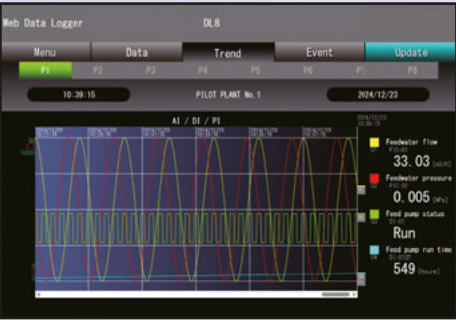 Web Data Logger DL8
Menu Data Trend Event Update
P1 P2 P3 P4 P5 P6 P7 P8
10:39:15 PILOT PLANT No.1 2024/12/23
AI / DI / PI
Feedwater flow
33.03
Feedwater pressure
0.005
Feed pump status
Run
Feed pump run time
549 [hours]